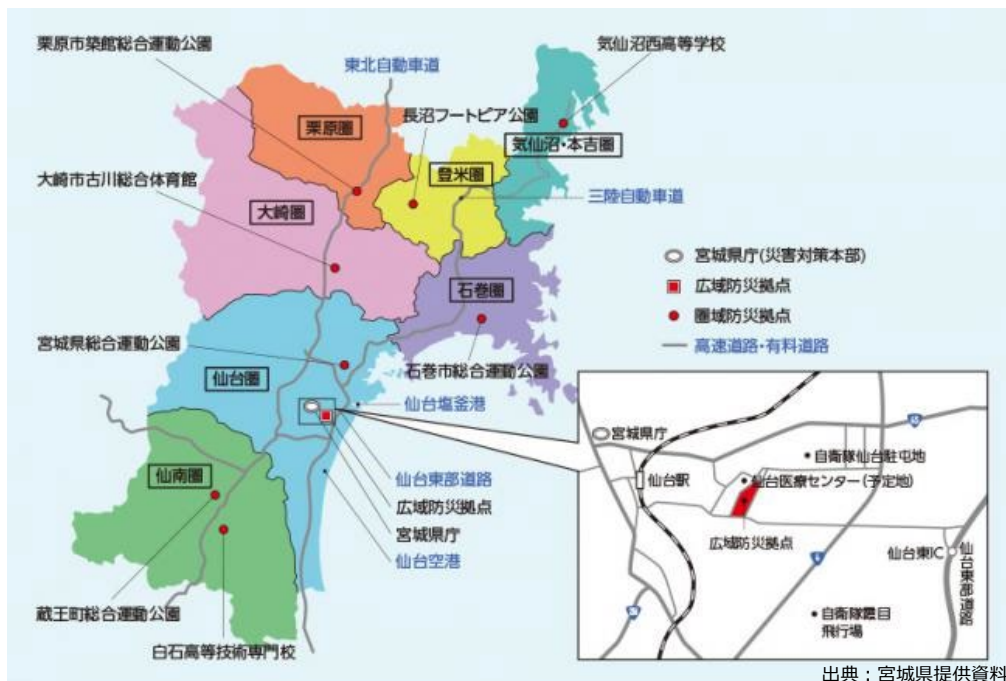 栗原市築館総合運動公園
東北自動車道
気仙沼西高等学校
長沼フートピア公園
栗原圏
気仙沼・本吉圏
登米圏
大崎市古川総合体育館
三陸自動車道
大崎圏
宮城県庁(災害対策本部)
広域防災拠点
圏域防災拠点
高速道路・有料道路
石巻圏
宮城県総合運動公園
石巻市総合運動公園
仙台圏
仙台塩釜港
仙南圏
仙台東部道路
広域防災拠点
宮城県庁
仙台空港
蔵王町総合運動公園
白石高等技術専門校
宮城県庁
45
自衛隊仙台駐屯地
仙台駅
仙台医療センター(予定地)
広域防災拠点
仙台東IC
仙台東部道路
4
自衛隊霞目
飛行場
出典：宮城県提供資料